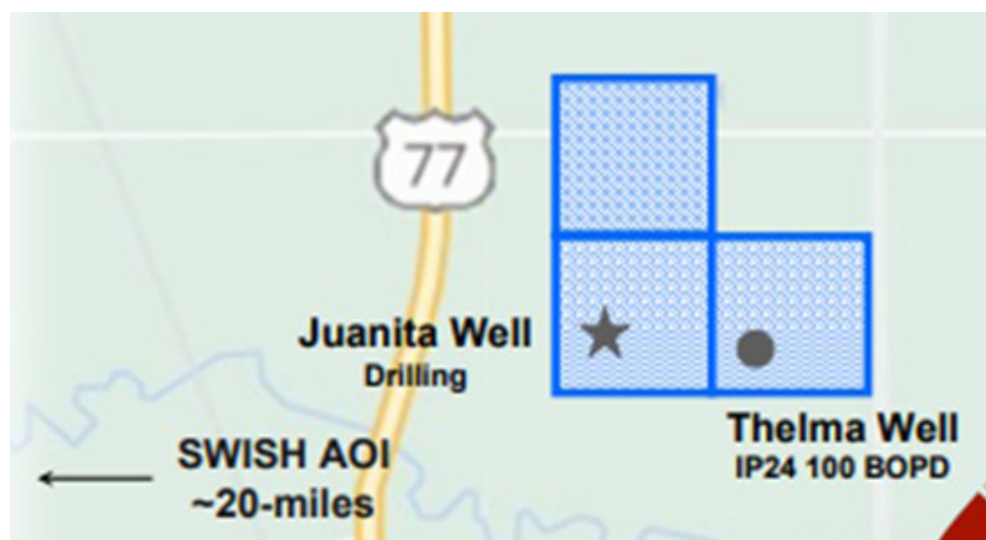 77
Juanita Well
Drilling
Thelma Well
IP24 100 BOPD
SWISH AOI
~20-miles